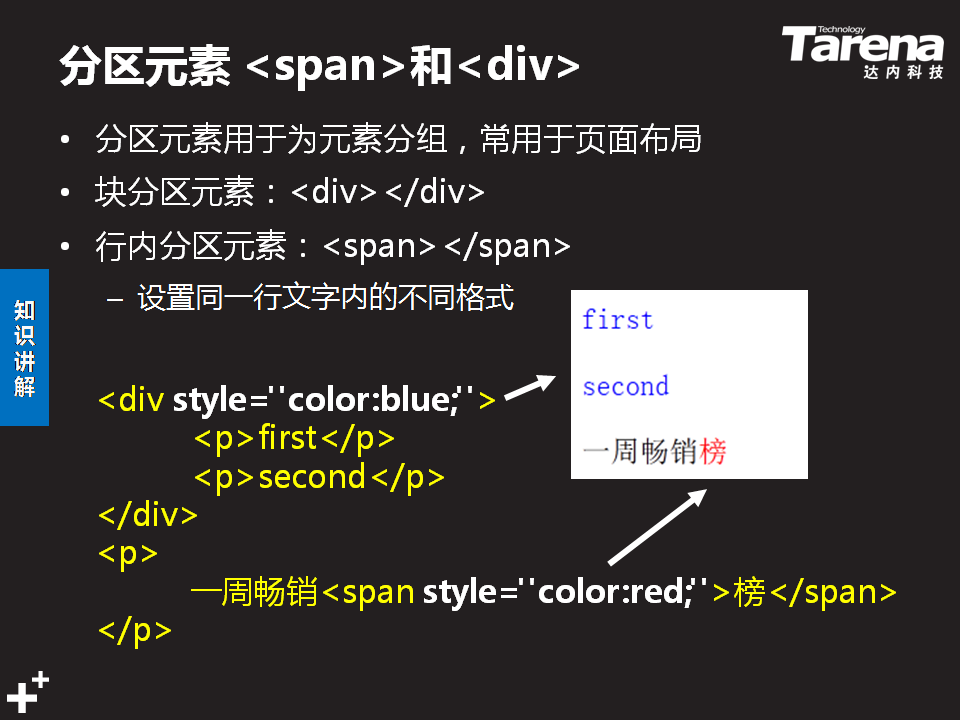 分区元素 <span>和<div>
Technology
Tarena
达内科技
• 分区元素用于为元素分组，常用于页面布局
• 块分区元素：<div></div>
• 行内分区元素：<span></span>
– 设置同一行文字内的不同格式
知识讲解
<div style=''color:blue;''>
<p>first</p>
<p>second</p>
</div>
<p>
一周畅销<span style=''color:red;''>榜</span>
</p>
first
second
一周畅销榜